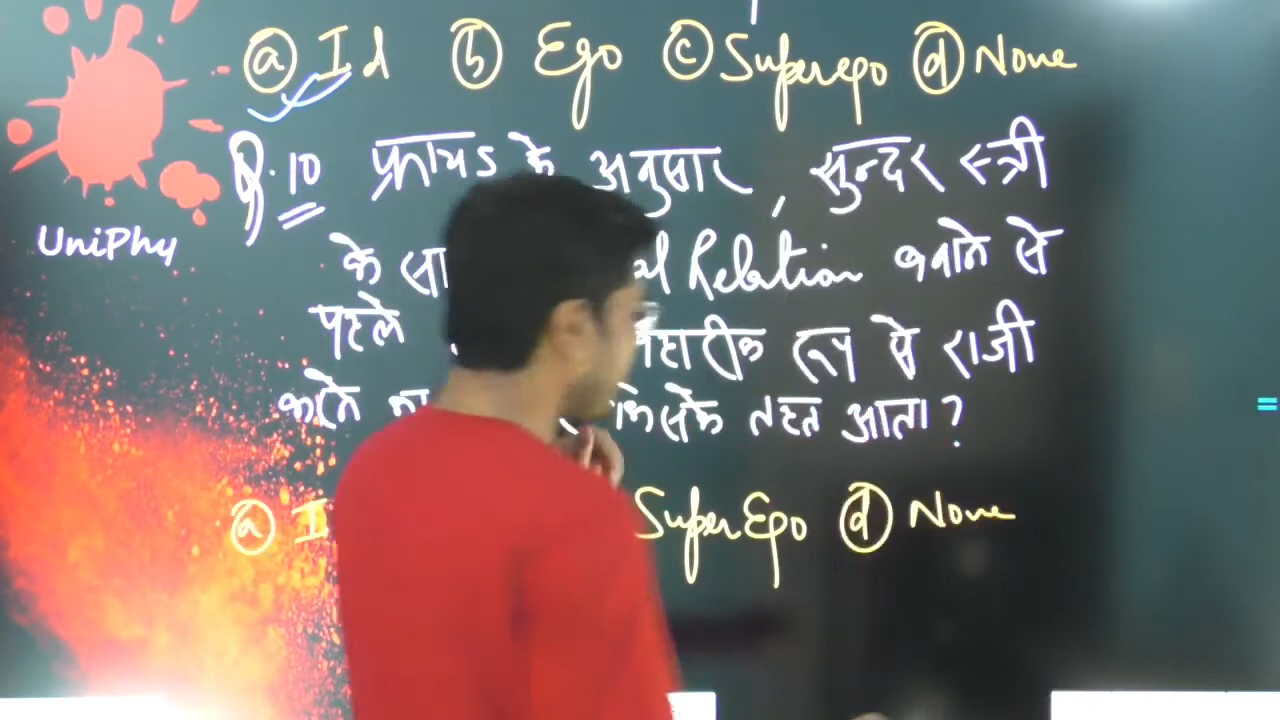 ⓐ Id ⓑ Ego ⓒ Superego ⓓ None
Q.10 फ्रायड के अनुसार, सुन्दर स्त्री
UniPhy
के Relation बनाने से
पहले रूप से राजी
करने किसके तहत आता?
ⓐ SuperEgo ⓓ None
=